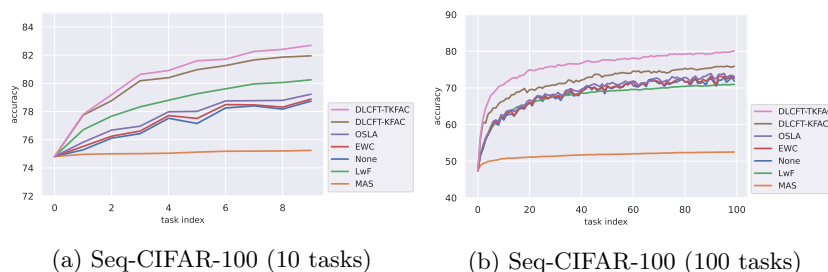 84
82
80
78
76
74
72
accuracy
0
2
4
6
8
task index
DLCFT-TKFAC
DLCFT-KFAC
OSLA
EWC
None
LwF
MAS
(a) Seq-CIFAR-100 (10 tasks)
90
80
70
60
50
40
accuracy
0
20
40
60
80
100
task index
DLCFT-TKFAC
DLCFT-KFAC
OSLA
EWC
None
LwF
MAS
(b) Seq-CIFAR-100 (100 tasks)